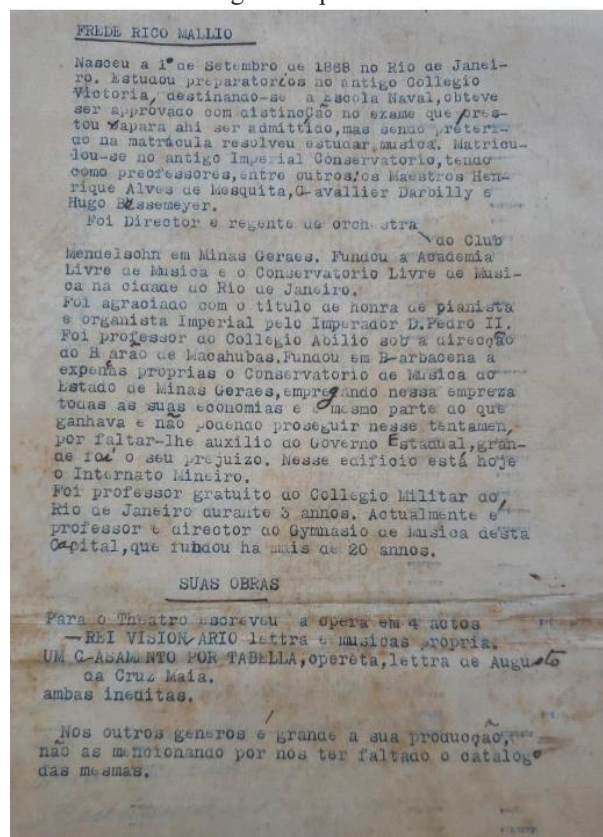 FREDE RICO MALLIO
Nasceu a 1º de Setembro de 1868 no Rio de Janei-
ro. Estudou preparatorios no antigo Collegio
Victoria, destinando-se a Escola Naval, obteve
ser approvado com distincção no exame que pres-
tou para ahi ser admittido, mas sendo preteri-
do na matricula resolveu estudar musica. Matricu-
lou-se no antigo Imperial Conservatorio, tendo
como preofessores, entre outros, os Maestros Hen-
rique Alves de Mesquita, C-avallier Darbilly e
Hugo Bussemeyer.
Foi Director e regente de orchestra
do Club
Mendelsohn em Minas Geraes. Fundou a Academia
Livre de Musica e o Conservatorio Livre de Musi-
ca na cidade do Rio de Janeiro.
Foi agraciado com o titulo de honra de pianista
e organista Imperial pelo Imperador D. Pedro II.
Foi professor do Collegio Abilio sob a direcção
do B arão de Macahubas. Fundou em B-arbacena a
expenas proprias o Conservatorio de Musica do
Estado de Minas Geraes, empregando nessa empreza
todas as suas economias e mesmo parte do que
ganhava e não podendo proseguir nesse tentamen,
por faltar-lhe auxilio do Governo Estadual, gran-
de foi o seu prejuizo. Nesse edificio está hoje
o Internato Mineiro.
Foi professor gratuito do Collegio Militar do
Rio de Janeiro durante 3 annos. Actualmente é
professor e director do Gymnasio de Musica desta
Capital, que fundou ha mais de 20 annos.
SUAS OBRAS
Para o Theatro escreveu a opera em 4 actos
—REI VISION-ARIO lettra e musicas propria.
UM C-ASAMENTO POR TABELLA, opereta, lettra de Augusto
da Cruz Maia.
ambas ineditas.
Nos outros generos é grande a sua producção,
não as mencionando por nos ter faltado o catalogo
das mesmas.